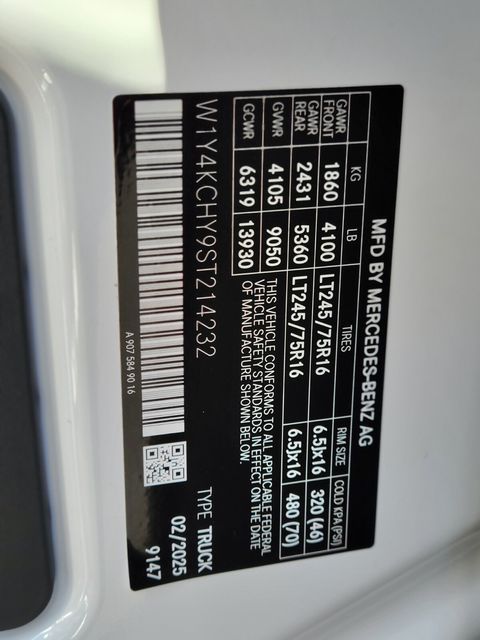 MFD BY MERCEDES-BENZ AG
KG LB TIRES RIM SIZE COLD KPA(PSI)
GAWR FRONT 1860 4100 LT245/75R16 6.5Jx16 320 (46)
GAWR REAR 2431 5360 LT245/75R16 6.5Jx16 480 (70)
GVWR 4105 9050
GCWR 6319 13930
THIS VEHICLE CONFORMS TO ALL APPLICABLE FEDERAL
VEHICLE SAFETY STANDARDS IN EFFECT ON THE DATE
OF MANUFACTURE SHOWN ABOVE.
W1Y4KCHY9ST214232
TYPE TRUCK
02/2025
9147
A 907 584 90 16